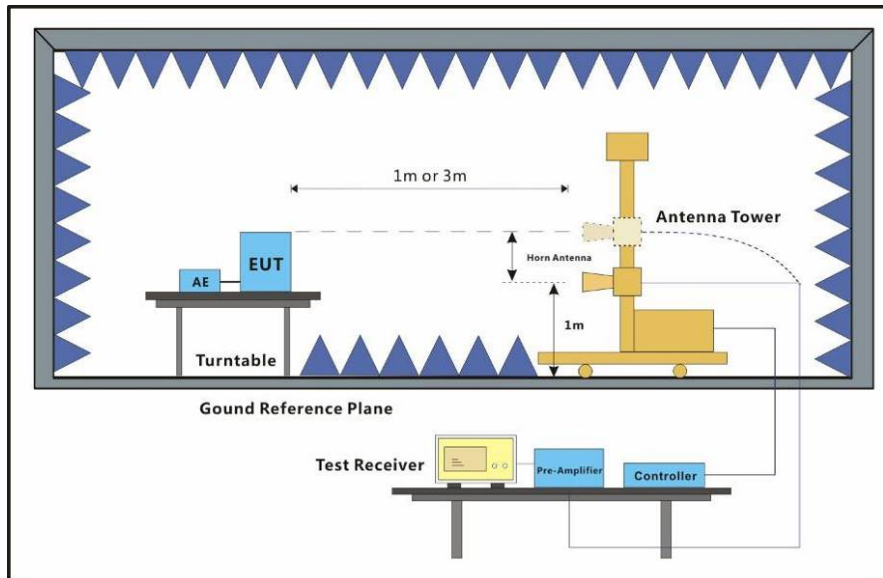 1m or 3m
Antenna Tower
Horn Antenna
EUT
AE
1m
Turntable
Gound Reference Plane
Test Receiver
Pre-Amplifier
Controller